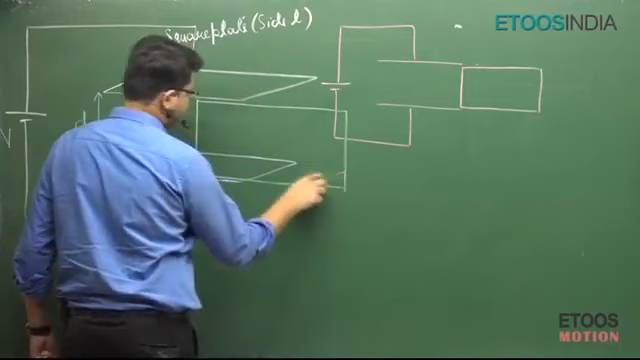 Square plate (Side l)
ETOOSINDIA
d
V
ETOOS
MOTION